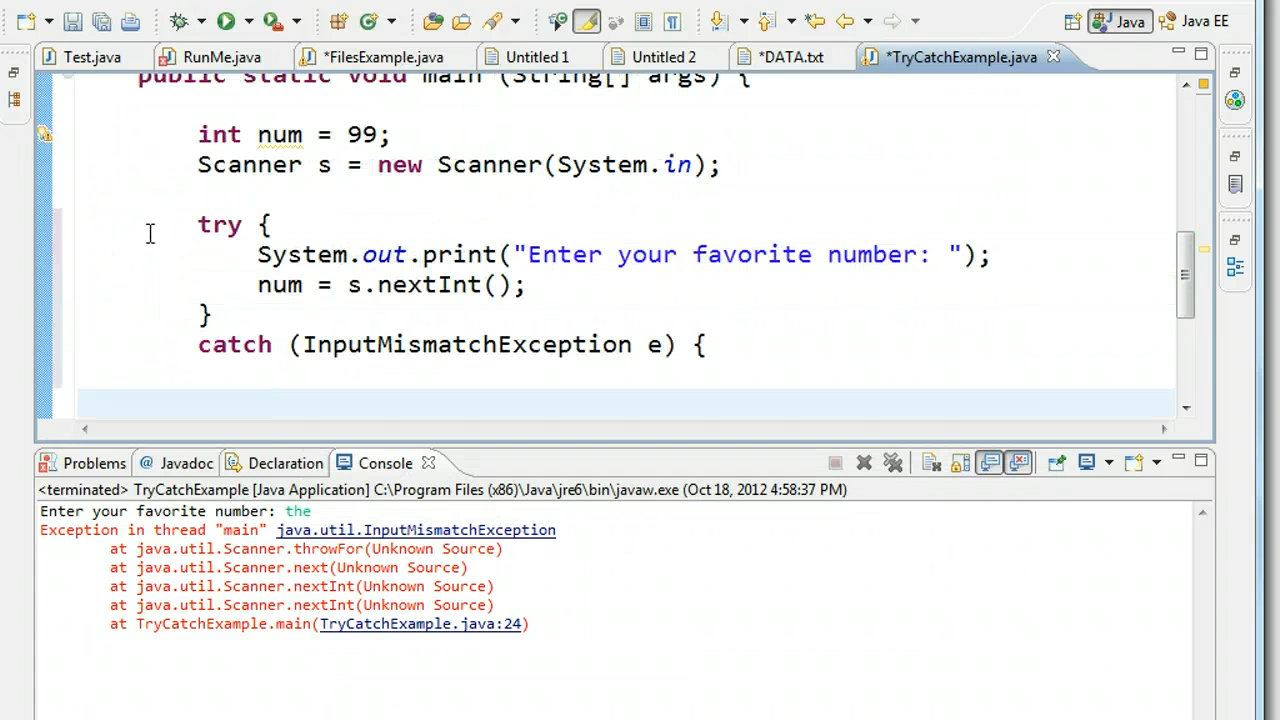 Java Java EE
Test.java RunMe.java *FilesExample.java Untitled 1 Untitled 2 *DATA.txt *TryCatchExample.java
public static void main (String[] args) {
int num = 99;
Scanner s = new Scanner(System.in);
try {
System.out.print("Enter your favorite number: ");
num = s.nextInt();
}
catch (InputMismatchException e) {
Problems @ Javadoc Declaration Console
<terminated> TryCatchExample [Java Application] C:\Program Files (x86)\Java\jre6\bin\javaw.exe (Oct 18, 2012 4:58:37 PM)
Enter your favorite number: the
Exception in thread "main" java.util.InputMismatchException
at java.util.Scanner.throwFor(Unknown Source)
at java.util.Scanner.next(Unknown Source)
at java.util.Scanner.nextInt(Unknown Source)
at java.util.Scanner.nextInt(Unknown Source)
at TryCatchExample.main(TryCatchExample.java:24)